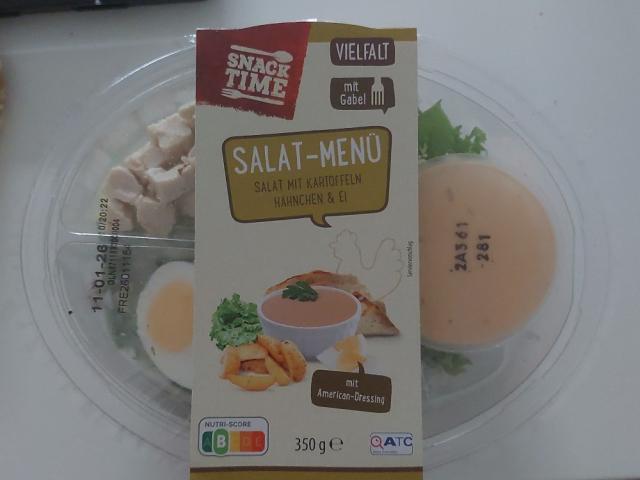 SNACK
TIME
VIELFALT
mit
Gabel
SALAT-MENÜ
SALAT MIT KARTOFFELN
HÄHNCHEN & EI
Serviervorschlag
mit
American-Dressing
NUTRI-SCORE
A B C D E
350 g e
ATC
11-01-26
2A361
281